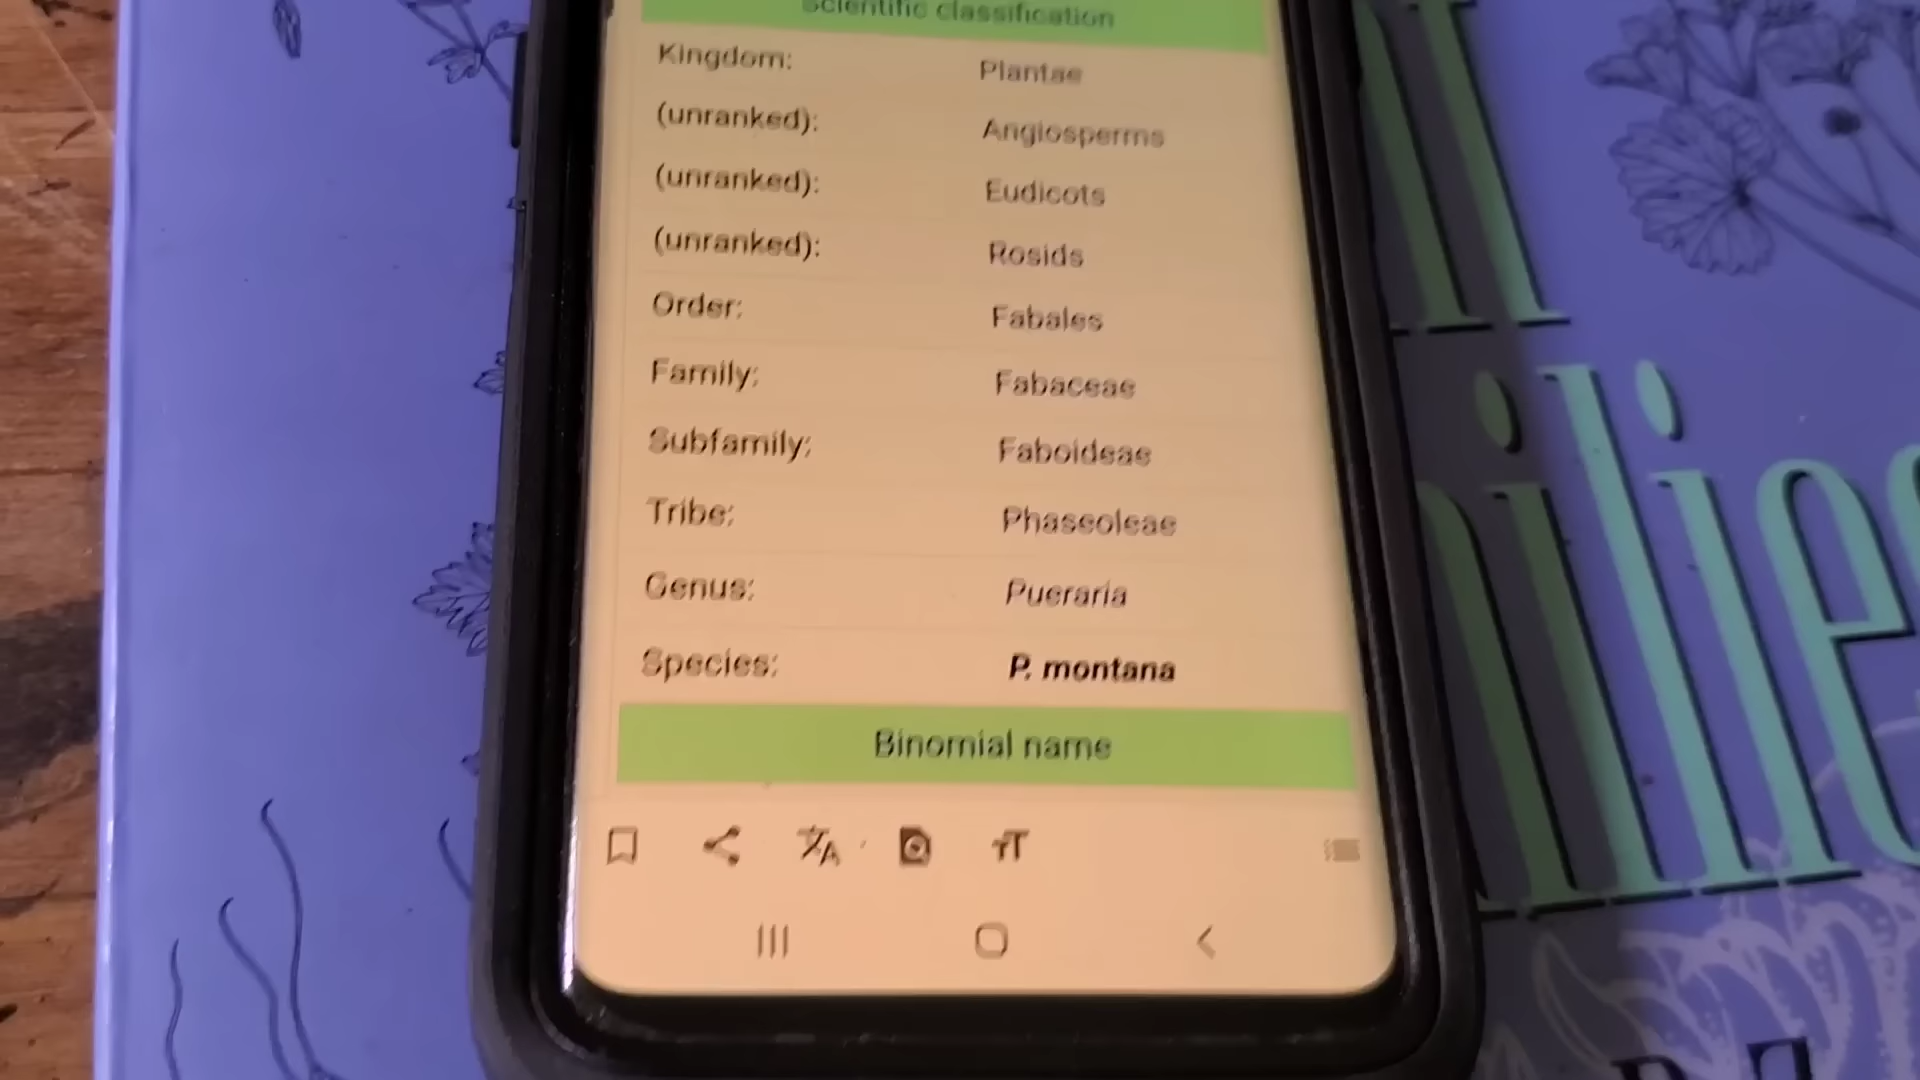 Scientific classification
Kingdom: Plantae
(unranked): Angiosperms
(unranked): Eudicots
(unranked): Rosids
Order: Fabales
Family: Fabaceae
Subfamily: Faboideae
Tribe: Phaseoleae
Genus: Pueraria
Species: P. montana
Binomial name